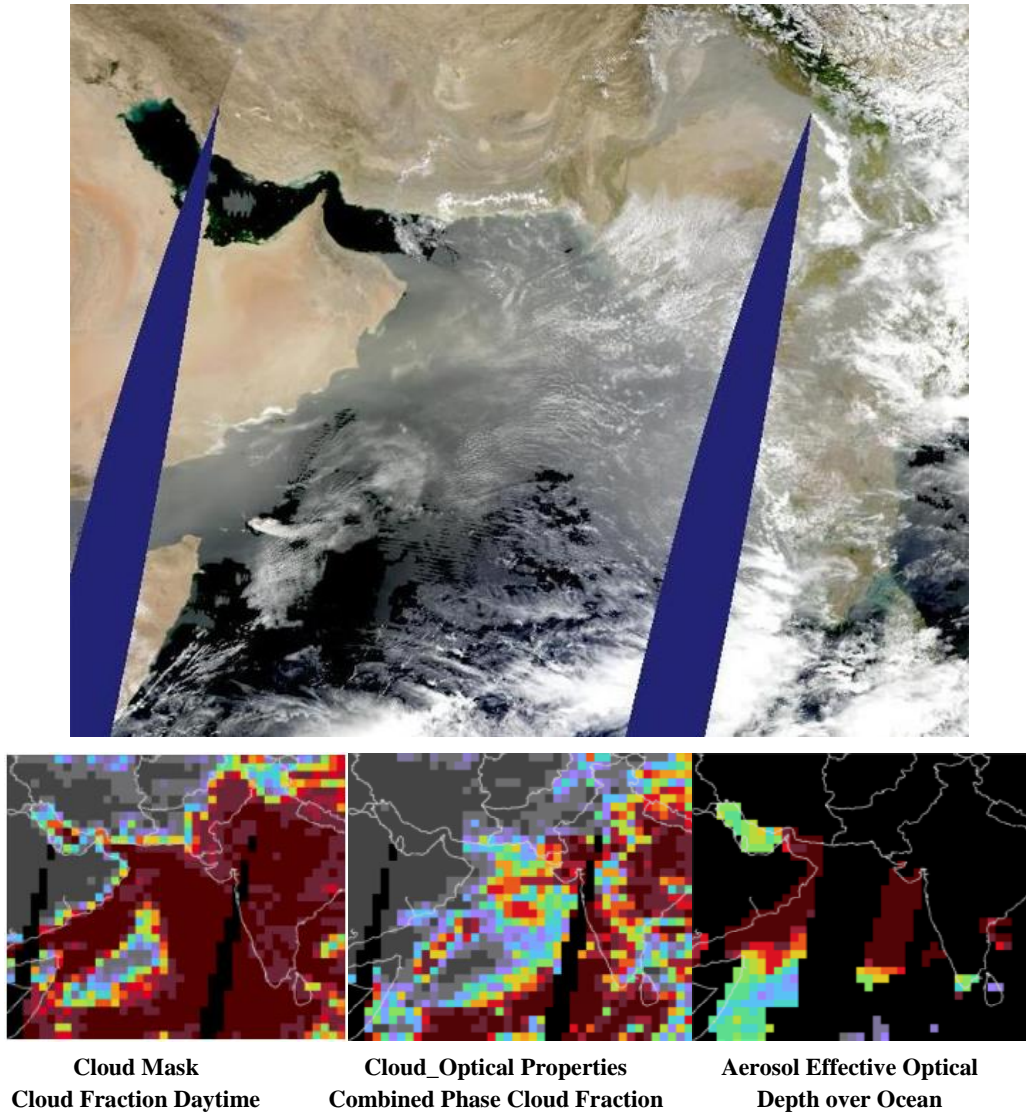 Cloud Mask
Cloud Fraction Daytime
Cloud_Optical Properties
Combined Phase Cloud Fraction
Aerosol Effective Optical
Depth over Ocean